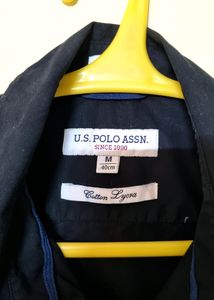 U.S. POLO ASSN.
SINCE 1890
M
40cm
Cotton Lycra